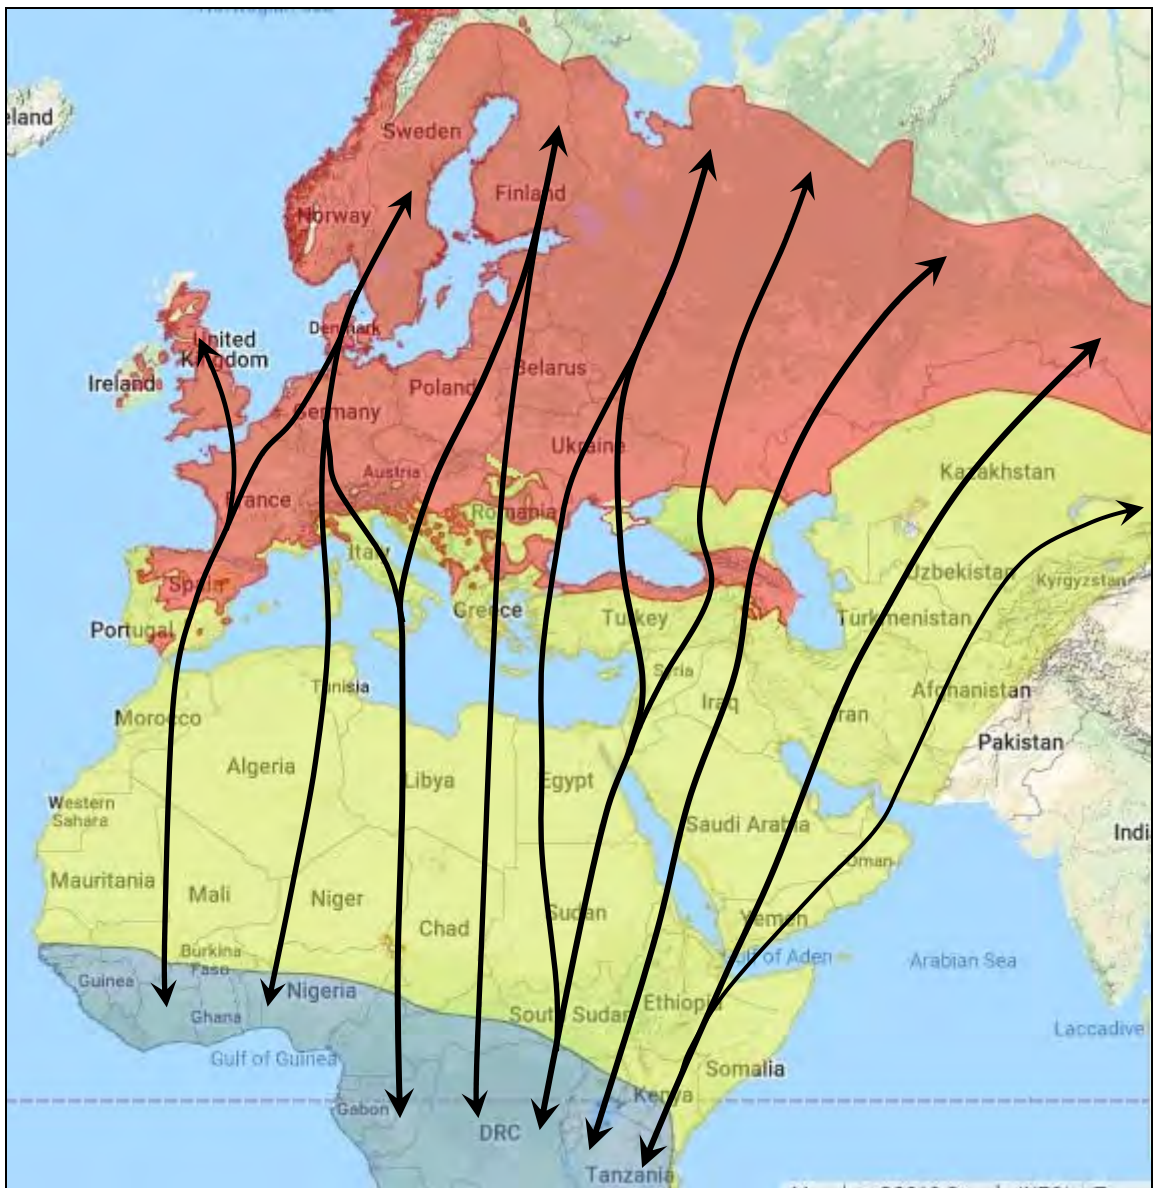 eland
Sweden
Finland
Norway
Denmark
United
Kingdom
Ireland
Belarus
Poland
Germany
Ukraine
Austria
Kazakhstan
France
Romania
Italy
Uzbekistan
Kyrgyzstan
Spain
Greece
Turkey
Turkmenistan
Portugal
Syria
Tunisia
Afghanistan
Iraq
Iran
Morocco
Pakistan
Algeria
Libya
Egypt
Western
Sahara
Saudi Arabia
Indi
Oman
Mauritania
Mali
Niger
Sudan
Yemen
Chad
Burkina
Faso
Gulf of Aden
Arabian Sea
Guinea
Nigeria
Ethiopia
Ghana
South Sudan
Laccadive
Gulf of Guinea
Somalia
Kenya
Gabon
DRC
Tanzania